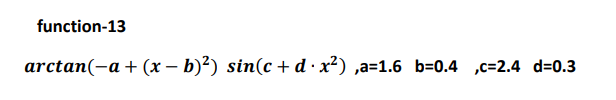 function-13
arctan(−a + (x − b)²) sin(c + d · x²) ,a=1.6 b=0.4 ,c=2.4 d=0.3